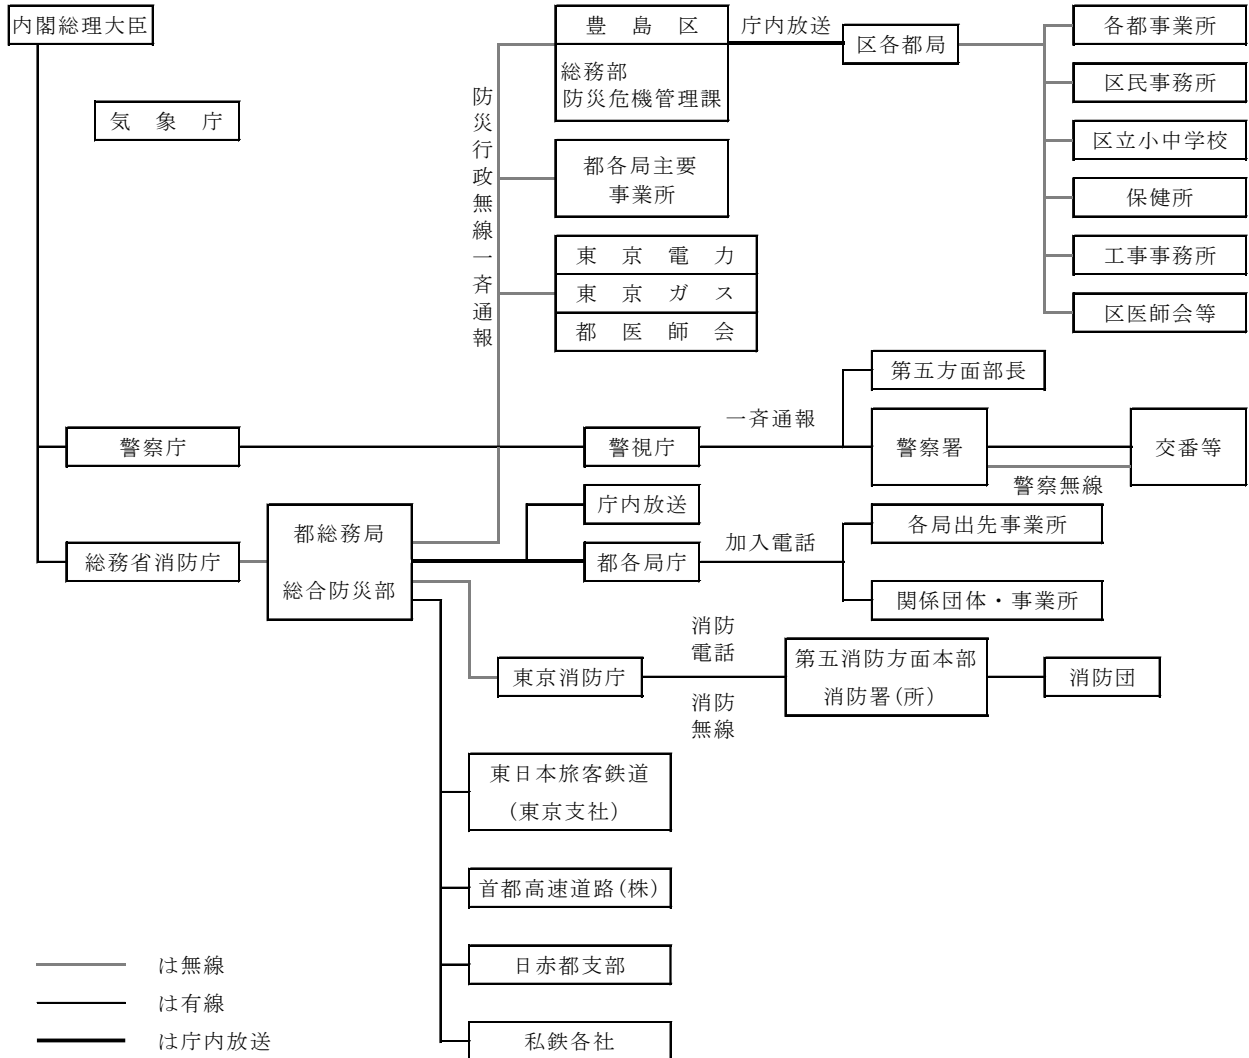 内閣総理大臣
気象庁
防災行政無線一斉通報
豊島区
総務部
防災危機管理課
庁内放送
区各都局
各都事業所
区民事務所
区立小中学校
保健所
工事事務所
区医師会等
都各局主要
事業所
東京電力
東京ガス
都医師会
第五方面部長
警察庁
警視庁
一斉通報
警察署
交番等
警察無線
総務省消防庁
都総務局
総合防災部
庁内放送
都各局庁
加入電話
各局出先事業所
関係団体・事業所
東京消防庁
消防
電話
消防
無線
第五消防方面本部
消防署(所)
消防団
東日本旅客鉄道
(東京支社)
首都高速道路(株)
日赤都支部
私鉄各社
は無線
は有線
は庁内放送